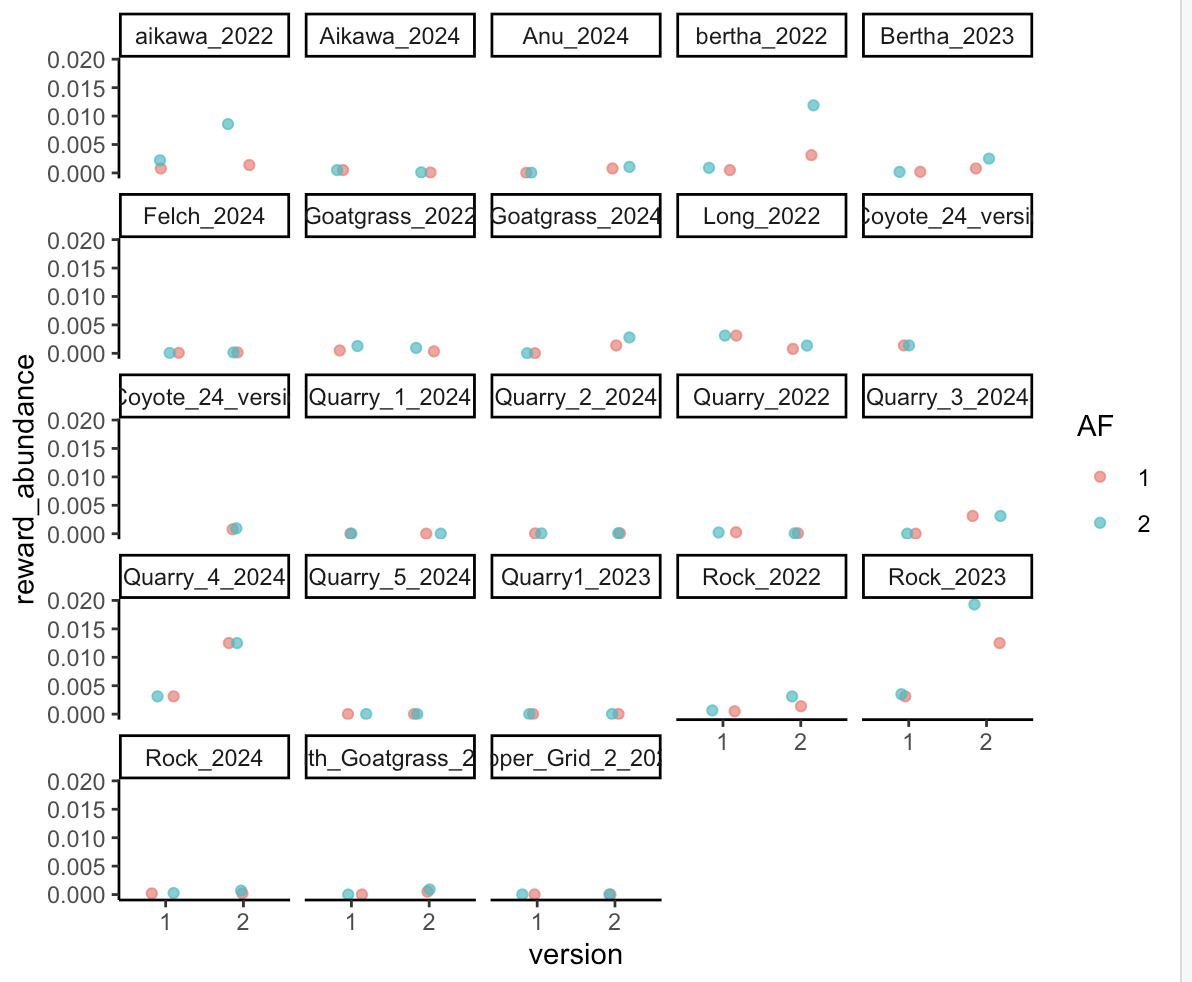 aikawa_2022 Aikawa_2024 Anu_2024 bertha_2022 Bertha_2023
0.020
0.015
0.010
0.005
0.000
Felch_2024 Goatgrass_2022 Goatgrass_2024 Long_2022 Coyote_24_versi
0.020
0.015
0.010
0.005
0.000
Coyote_24_versi Quarry_1_2024 Quarry_2_2024 Quarry_2022 Quarry_3_2024
0.020
0.015
0.010
0.005
0.000
Quarry_4_2024 Quarry_5_2024 Quarry1_2023 Rock_2022 Rock_2023
0.020
0.015
0.010
0.005
0.000
1 2 1 2
Rock_2024 th_Goatgrass_2 pper_Grid_2_202
0.020
0.015
0.010
0.005
0.000
1 2 1 2 1 2
version
reward_abundance
AF
1
2